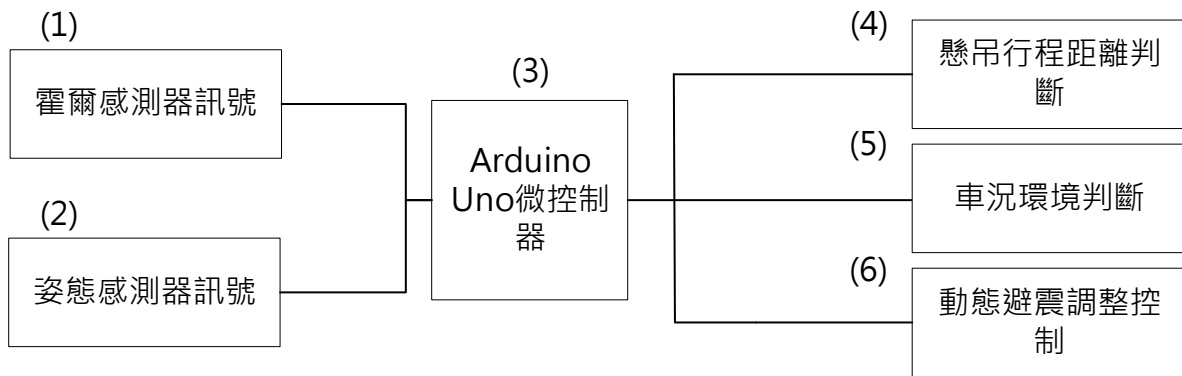 (1)
霍爾感測器訊號
(2)
姿態感測器訊號
(3)
Arduino
Uno微控制
器
(4)
懸吊行程距離判
斷
(5)
車況環境判斷
(6)
動態避震調整控
制